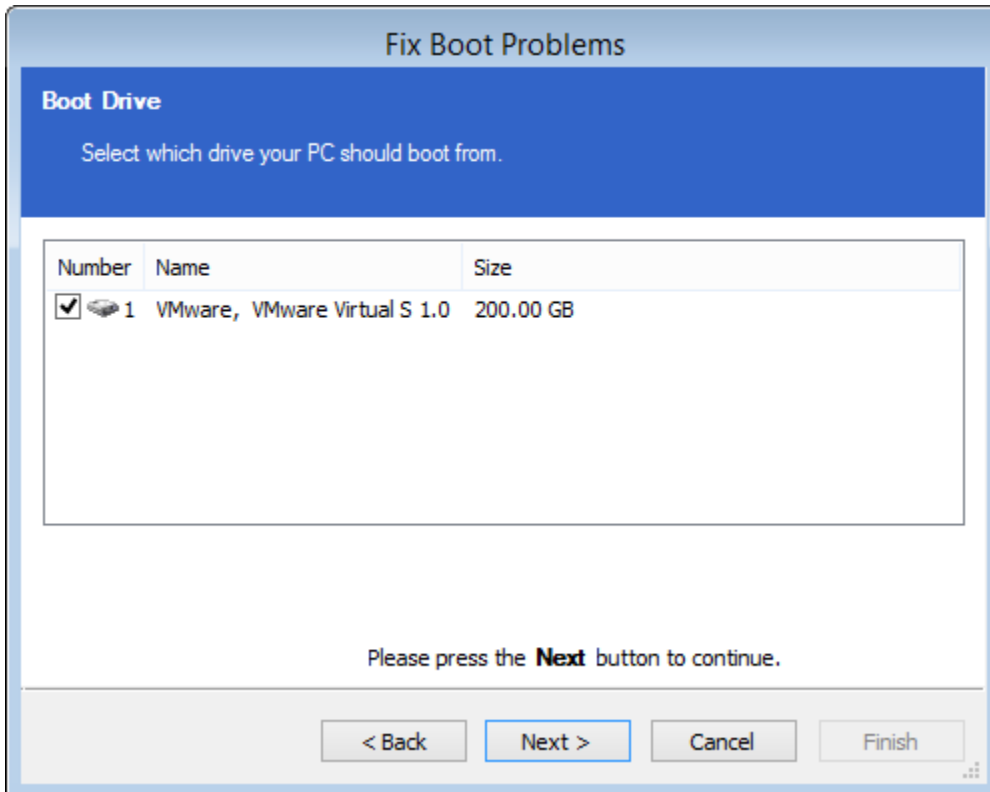 Fix Boot Problems
Boot Drive
Select which drive your PC should boot from.
Number Name Size
1 VMware, VMware Virtual S 1.0 200.00 GB
Please press the Next button to continue.
< Back Next > Cancel Finish